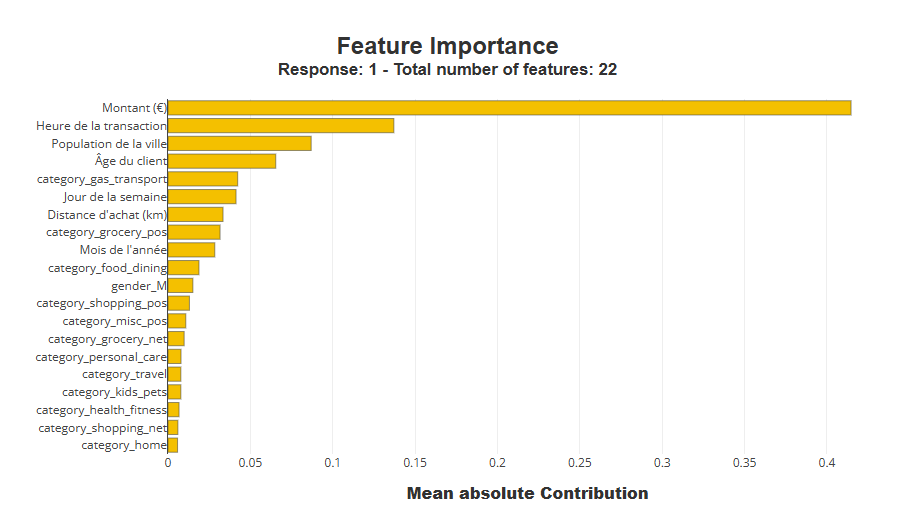 Feature Importance
Response: 1 - Total number of features: 22
Montant (€)
Heure de la transaction
Population de la ville
Âge du client
category_gas_transport
Jour de la semaine
Distance d'achat (km)
category_grocery_pos
Mois de l'année
category_food_dining
gender_M
category_shopping_pos
category_misc_pos
category_grocery_net
category_personal_care
category_travel
category_kids_pets
category_health_fitness
category_shopping_net
category_home
0 0.05 0.1 0.15 0.2 0.25 0.3 0.35 0.4
Mean absolute Contribution